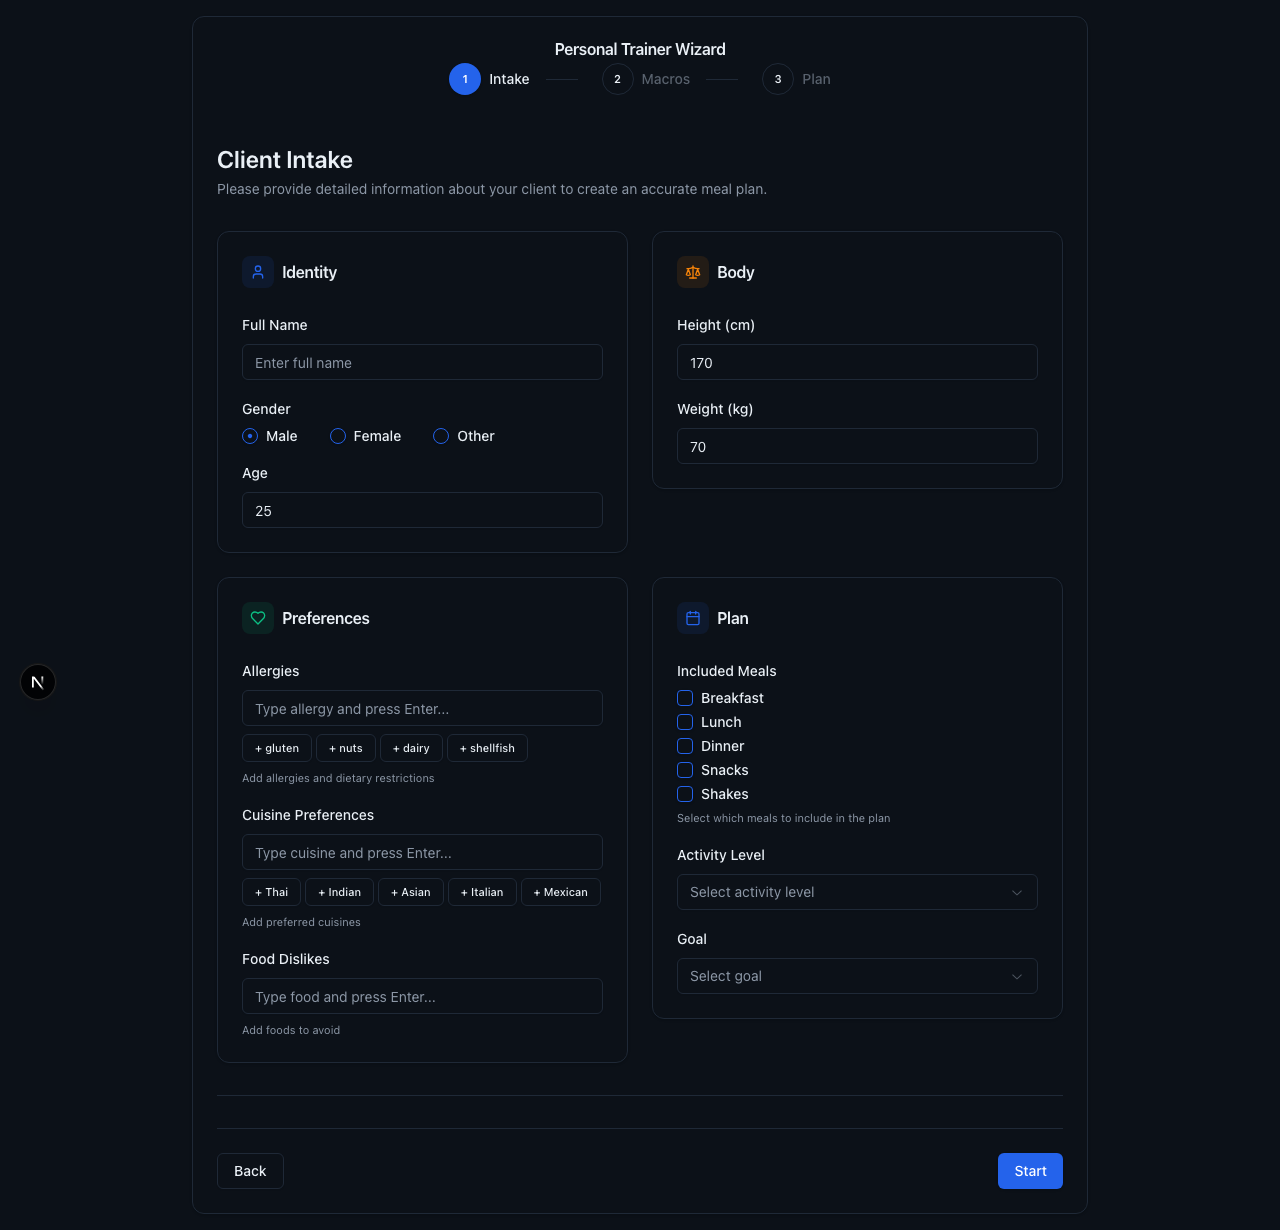 Personal Trainer Wizard
1 Intake 2 Macros 3 Plan
Client Intake
Please provide detailed information about your client to create an accurate meal plan.
Identity
Full Name
Enter full name
Gender
Male Female Other
Age
25
Body
Height (cm)
170
Weight (kg)
70
Preferences
Allergies
Type allergy and press Enter...
+ gluten + nuts + dairy + shellfish
Add allergies and dietary restrictions
Cuisine Preferences
Type cuisine and press Enter...
+ Thai + Indian + Asian + Italian + Mexican
Add preferred cuisines
Food Dislikes
Type food and press Enter...
Add foods to avoid
Plan
Included Meals
Breakfast
Lunch
Dinner
Snacks
Shakes
Select which meals to include in the plan
Activity Level
Select activity level
Goal
Select goal
N
Back Start